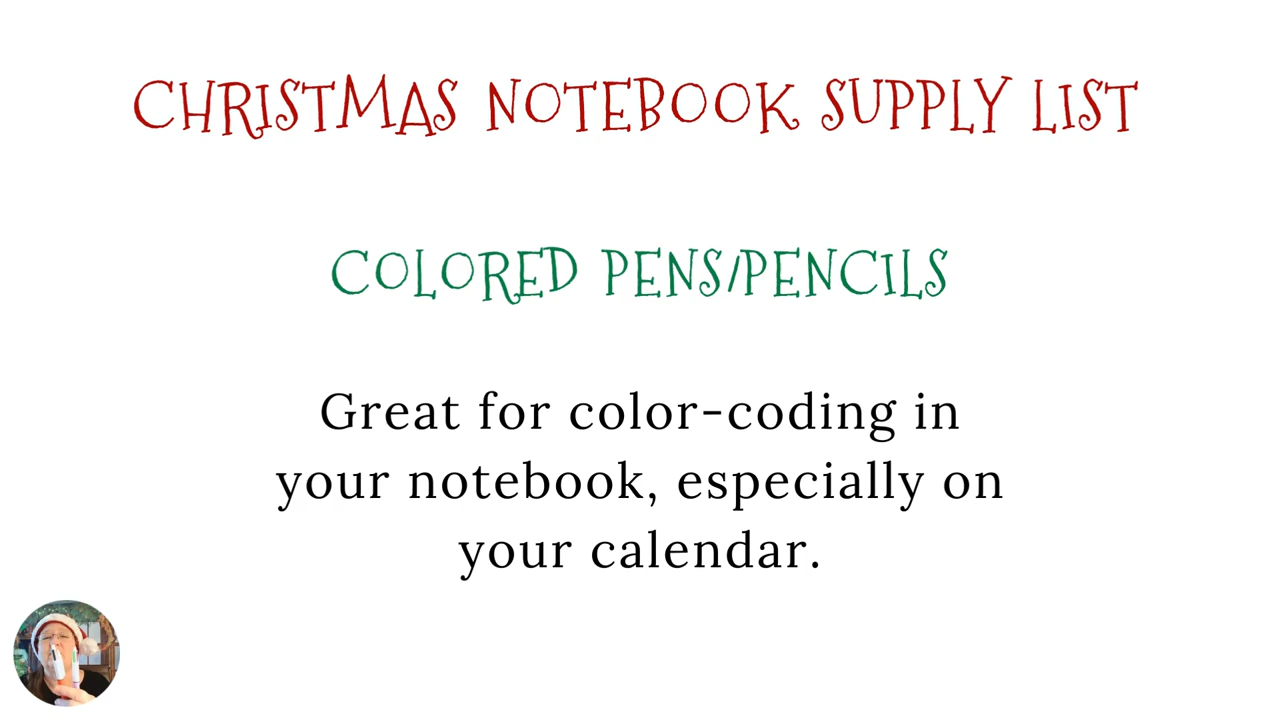 CHRISTMAS NOTEBOOK SUPPLY LIST
COLORED PENS/PENCILS
Great for color-coding in
your notebook, especially on
your calendar.